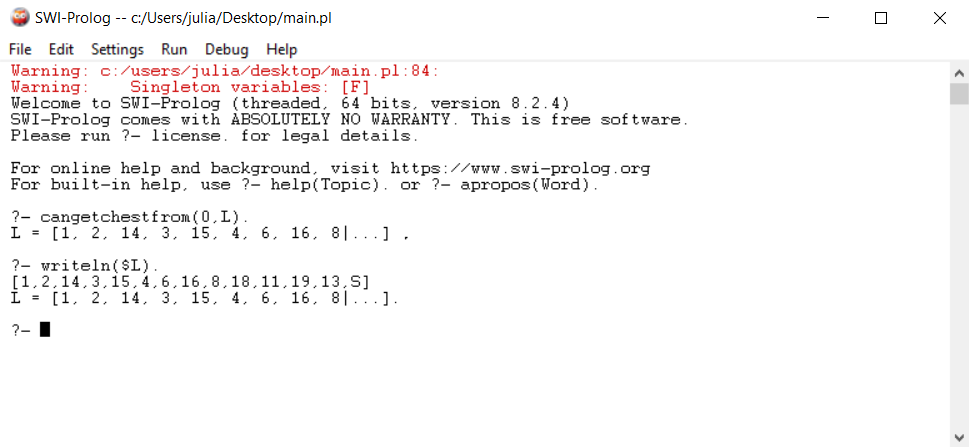 SWI-Prolog -- c:/Users/julia/Desktop/main.pl
File Edit Settings Run Debug Help
Warning: c:/users/julia/desktop/main.pl:84:
Warning:    Singleton variables: [F]
Welcome to SWI-Prolog (threaded, 64 bits, version 8.2.4)
SWI-Prolog comes with ABSOLUTELY NO WARRANTY. This is free software.
Please run ?- license. for legal details.
For online help and background, visit https://www.swi-prolog.org
For built-in help, use ?- help(Topic). or ?- apropos(Word).
?- cangetchestfrom(0,L).
L = [1, 2, 14, 3, 15, 4, 6, 16, 8|...] .
?- writeln($L).
[1,2,14,3,15,4,6,16,8,18,11,19,13,S]
L = [1, 2, 14, 3, 15, 4, 6, 16, 8|...].
?-